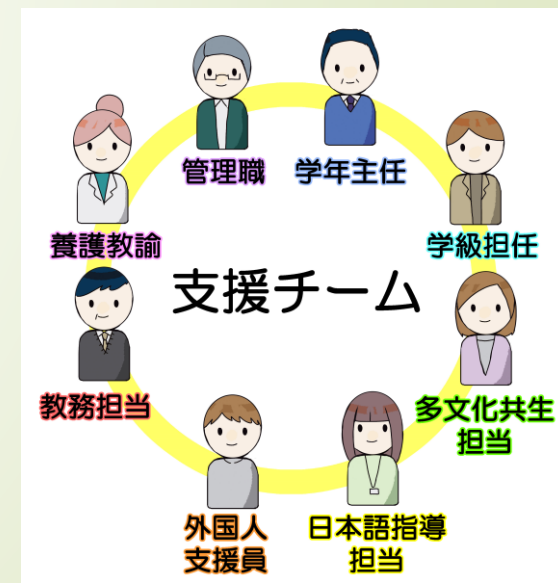 管理職
学年主任
養護教諭
学級担任
支援チーム
教務担当
多文化共生
担当
外国人
支援員
日本語指導
担当